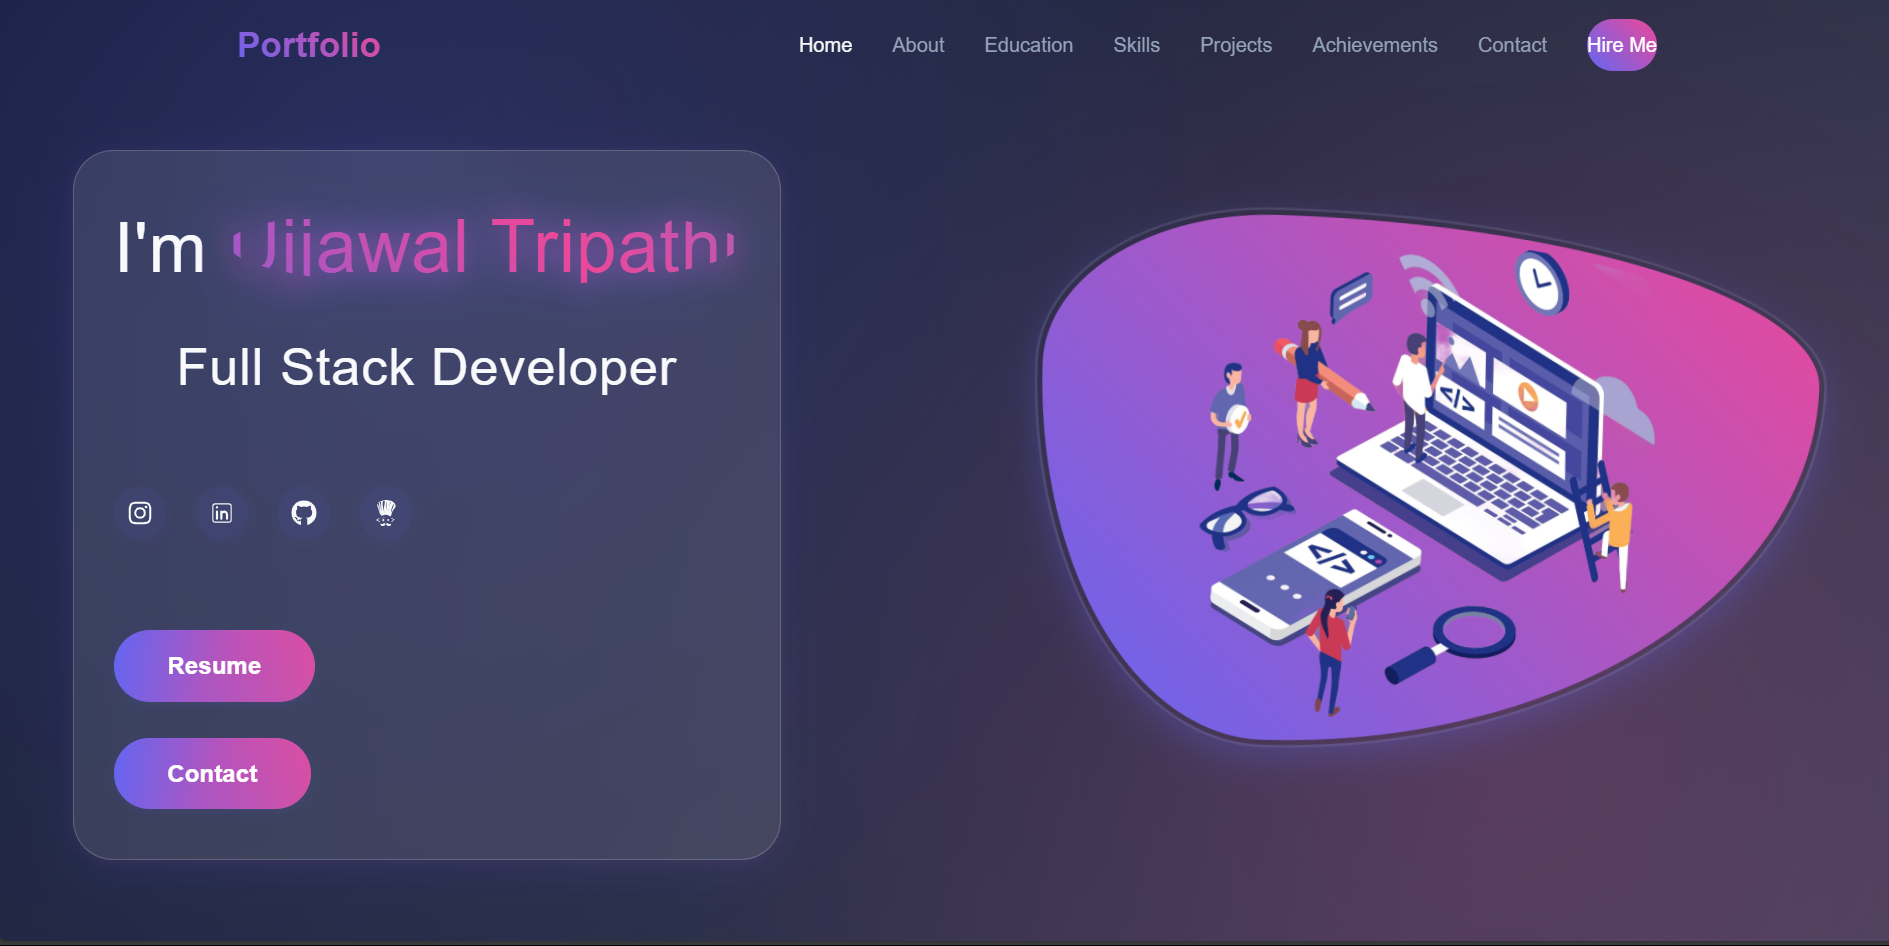 Portfolio
Home About Education Skills Projects Achievements Contact Hire Me
I'm Ujjawal Tripathi
Full Stack Developer
in
</>
</>
Resume
Contact